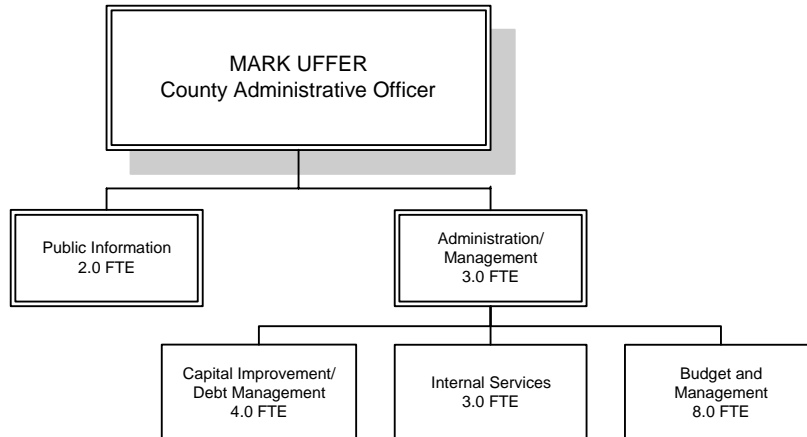 MARK UFFER
County Administrative Officer
Public Information
2.0 FTE
Administration/
Management
3.0 FTE
Capital Improvement/
Debt Management
4.0 FTE
Internal Services
3.0 FTE
Budget and
Management
8.0 FTE